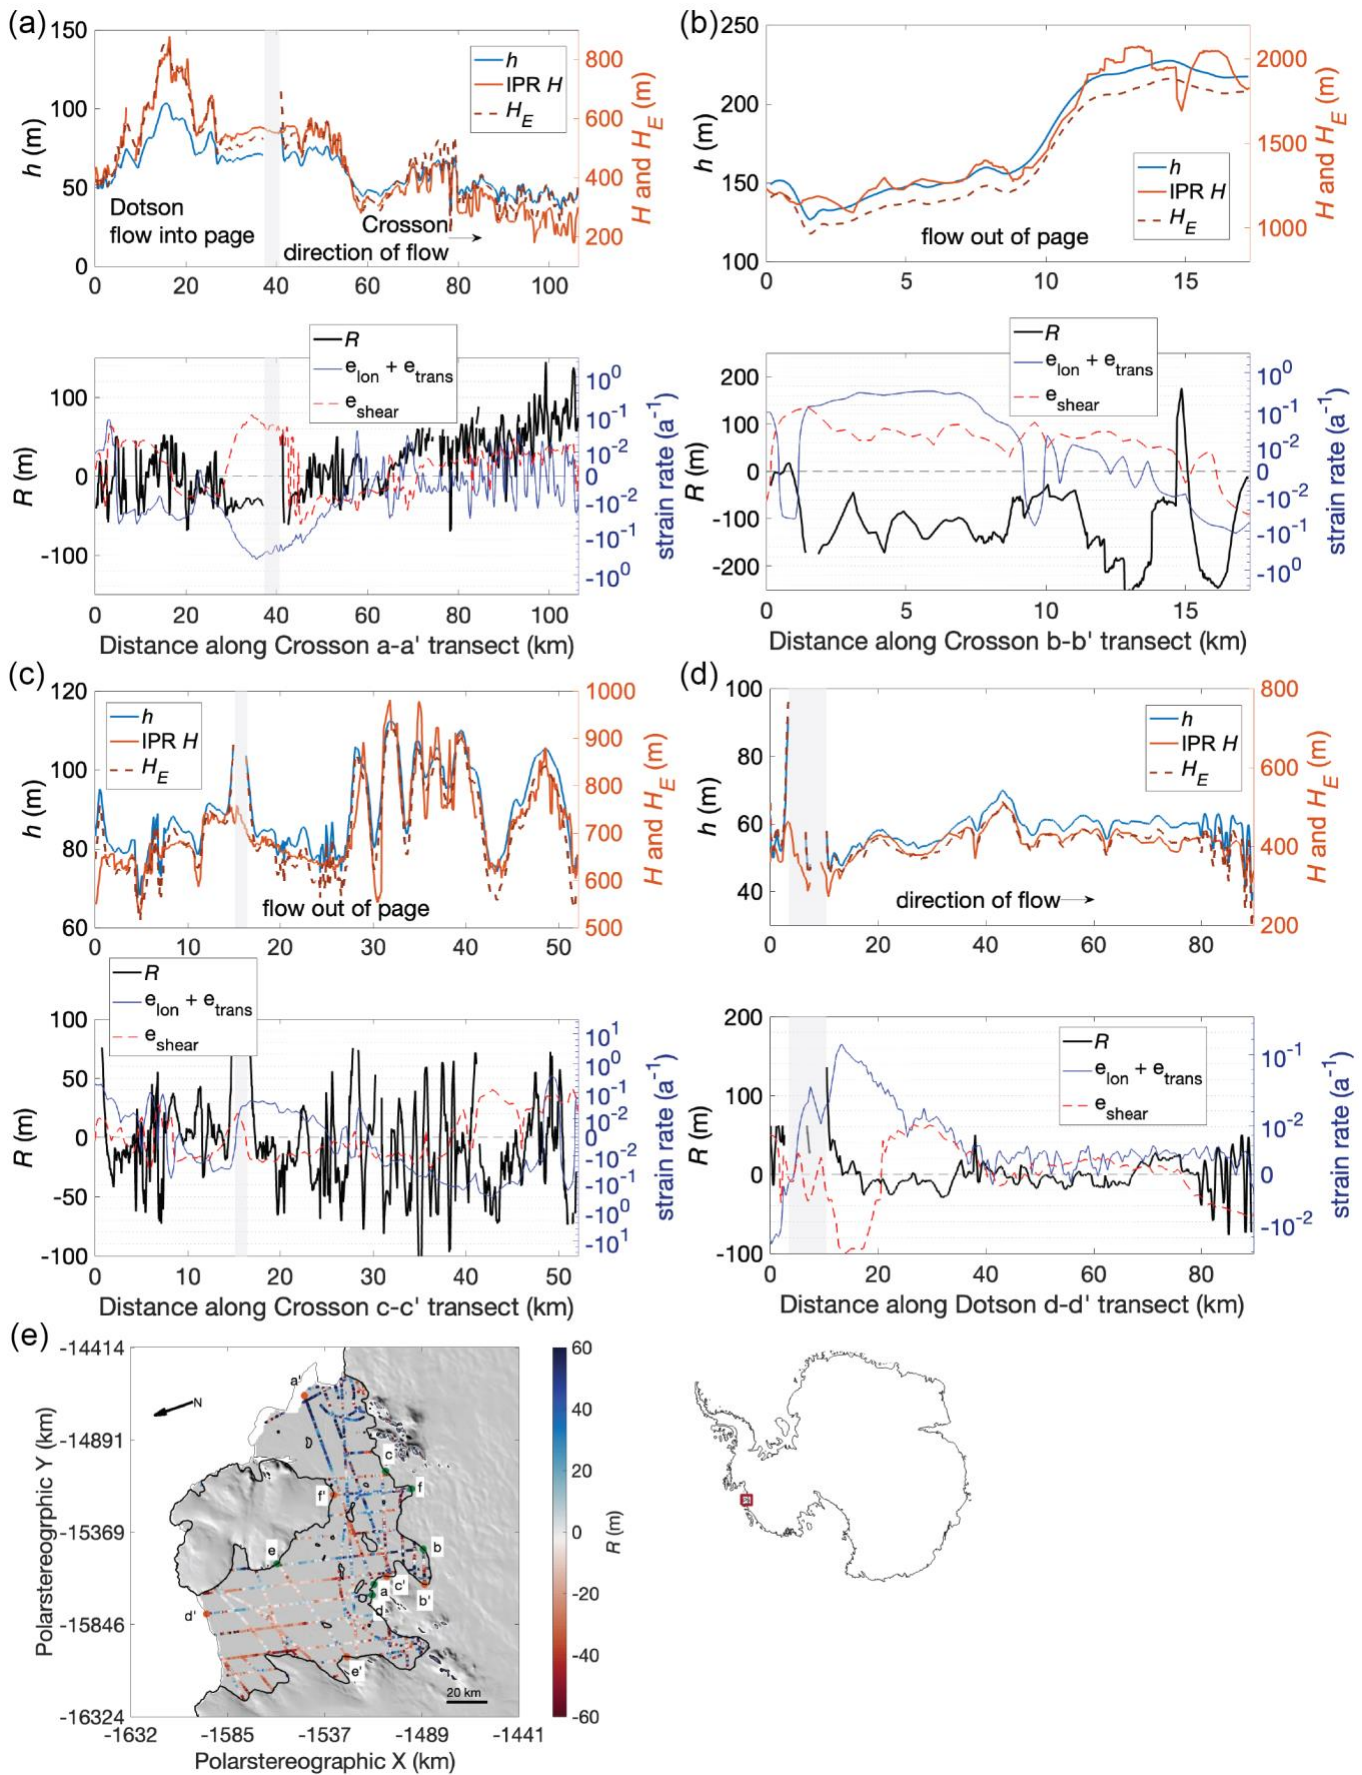 (a)
150
100
50
0
h (m)
800
600
400
200
H and H_E (m)
h
IPR H
H_E
Dotson
flow into page
Crosson
direction of flow
0 20 40 60 80 100
R
e_lon + e_trans
e_shear
100
0
-100
R (m)
10^0
10^-1
10^-2
0
-10^-2
-10^-1
-10^0
strain rate (a^-1)
0 20 40 60 80 100
Distance along Crosson a-a' transect (km)
(b)
250
200
150
100
h (m)
2000
1500
1000
H and H_E (m)
h
IPR H
H_E
flow out of page
0 5 10 15
R
e_lon + e_trans
e_shear
200
100
0
-100
-200
R (m)
10^0
10^-1
10^-2
0
-10^-2
-10^-1
-10^0
strain rate (a^-1)
0 5 10 15
Distance along Crosson b-b' transect (km)
(c)
120
100
80
60
h (m)
1000
900
800
700
600
500
H and H_E (m)
h
IPR H
H_E
flow out of page
0 10 20 30 40 50
R
e_lon + e_trans
e_shear
100
50
0
-50
-100
R (m)
10^1
10^0
10^-1
10^-2
0
-10^-2
-10^-1
-10^0
-10^1
strain rate (a^-1)
0 10 20 30 40 50
Distance along Crosson c-c' transect (km)
(d)
100
80
60
40
h (m)
800
600
400
200
H and H_E (m)
h
IPR H
H_E
direction of flow
0 20 40 60 80
R
e_lon + e_trans
e_shear
200
100
0
-100
R (m)
10^-1
10^-2
0
-10^-2
strain rate (a^-1)
0 20 40 60 80
Distance along Dotson d-d' transect (km)
(e)
-14414
-14891
-15369
-15846
-16324
Polarstereogrphic Y (km)
N
a'
c
f'
f
e
b
c'
a
b'
d'
d
e'
20 km
60
40
20
0
-20
-40
-60
R (m)
-1632 -1585 -1537 -1489 -1441
Polarstereographic X (km)